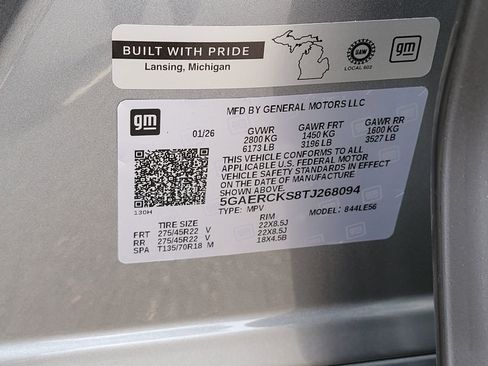 BUILT WITH PRIDE
Lansing, Michigan
UAW
LOCAL 602
gm
gm
MFD BY GENERAL MOTORS LLC
01/26 GVWR GAWR FRT GAWR RR
2800 KG 1450 KG 1600 KG
6173 LB 3196 LB 3527 LB
THIS VEHICLE CONFORMS TO ALL
APPLICABLE U.S. FEDERAL MOTOR
VEHICLE SAFETY STANDARDS IN EFFECT
ON THE DATE OF MANUFACTURE
SHOWN ABOVE.
5GAERCKS8TJ268094
130H TYPE: MPV MODEL: 844LE56
TIRE SIZE RIM
FRT 275/45R22 V 22X8.5J
RR 275/45R22 V 22X8.5J
SPA T135/70R18 M 18X4.5B